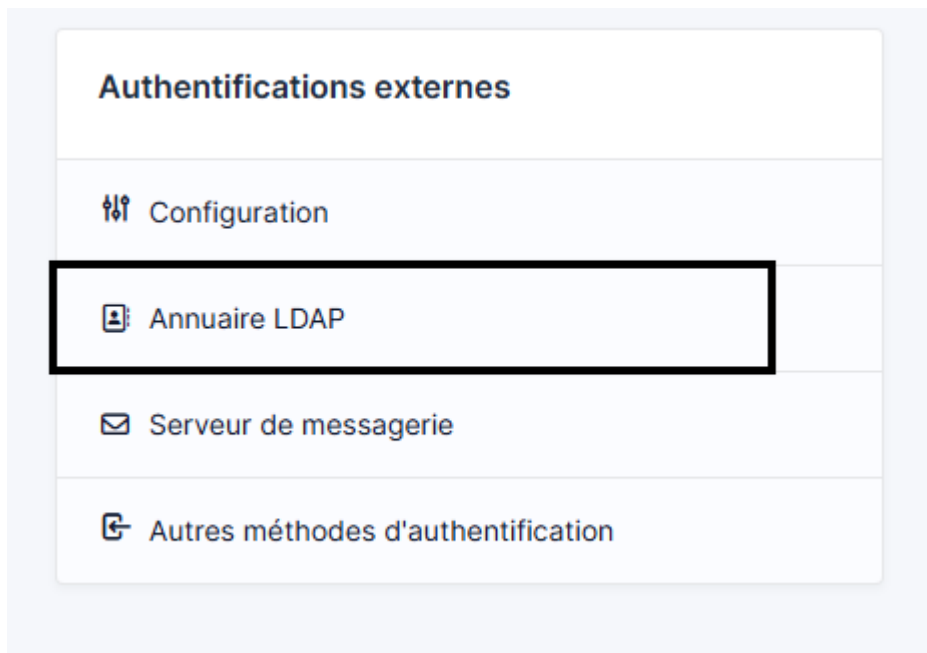 Authentifications externes
Configuration
Annuaire LDAP
Serveur de messagerie
Autres méthodes d'authentification